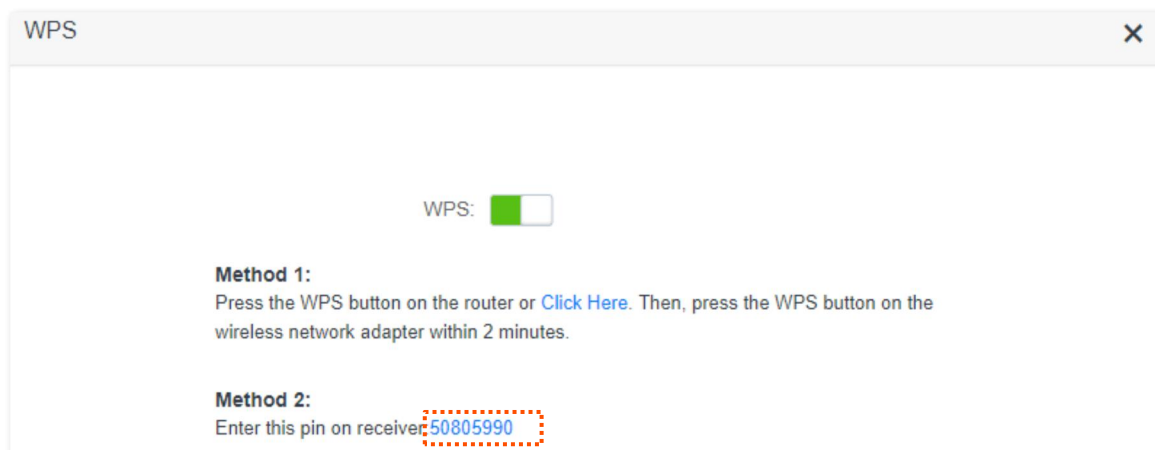 WPS
WPS:
Method 1:
Press the WPS button on the router or Click Here. Then, press the WPS button on the
wireless network adapter within 2 minutes.
Method 2:
Enter this pin on receiver 50805990